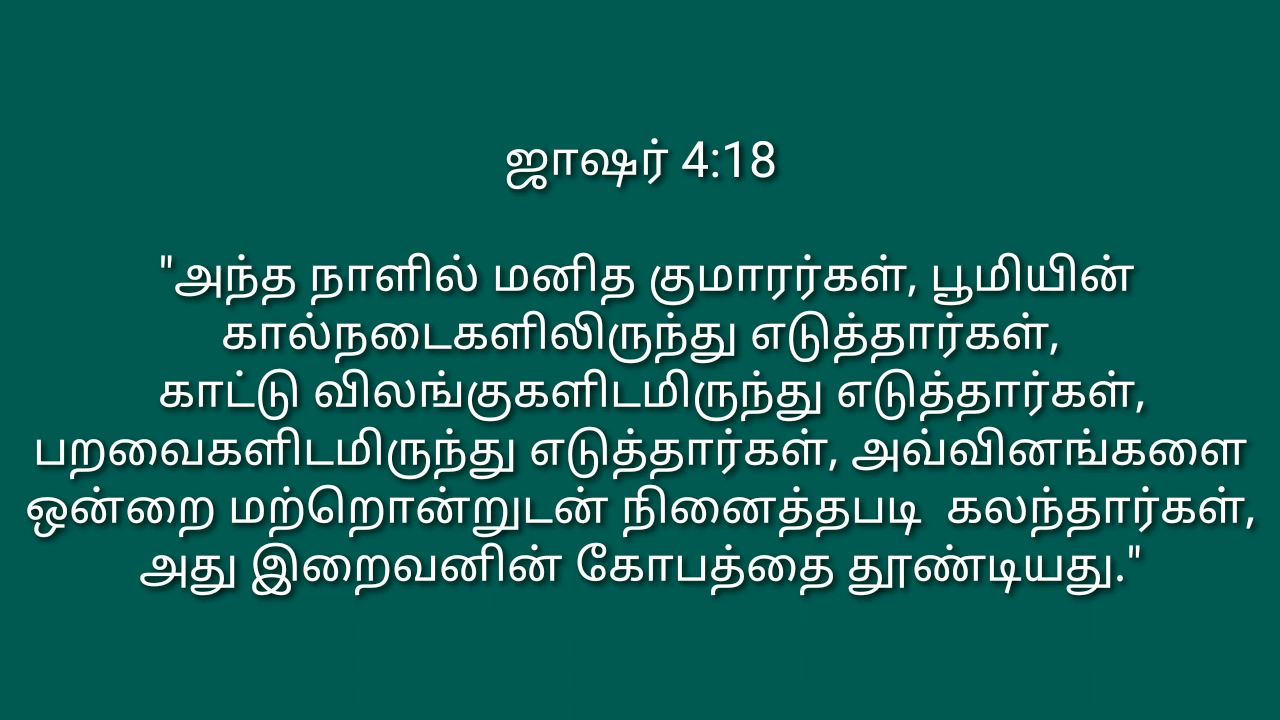 ஜாஷர் 4:18
"அந்த நாளில் மனித குமாரர்கள், பூமியின்
கால்நடைகளிலிருந்து எடுத்தார்கள்,
காட்டு விலங்குகளிடமிருந்து எடுத்தார்கள்,
பறவைகளிடமிருந்து எடுத்தார்கள், அவ்வினங்களை
ஒன்றை மற்றொன்றுடன் நினைத்தபடி  கலந்தார்கள்,
அது இறைவனின் கோபத்தை தூண்டியது."